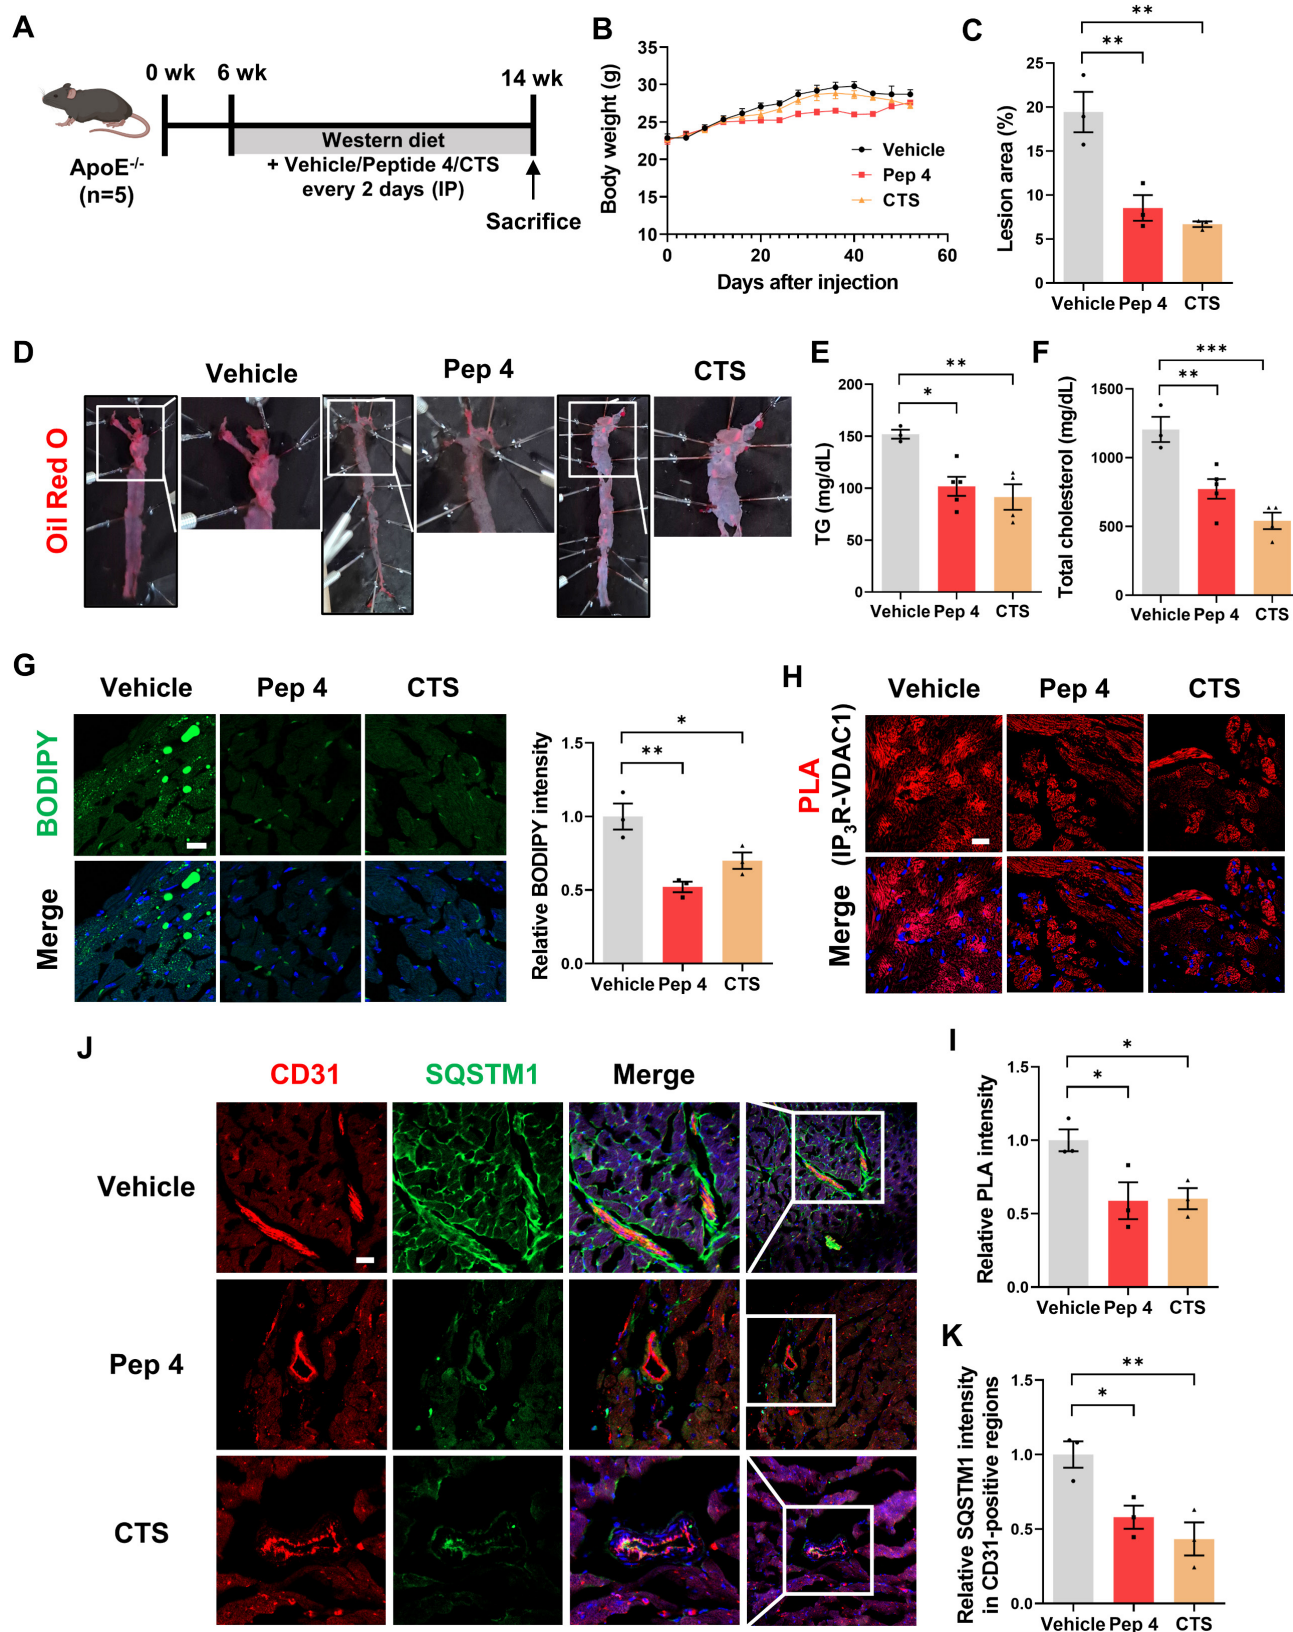 A
0 wk
6 wk
14 wk
Western diet
+ Vehicle/Peptide 4/CTS
every 2 days (IP)
ApoE-/-
(n=5)
Sacrifice
B
Body weight (g)
35
30
25
20
15
10
0
20
40
60
Days after injection
Vehicle
Pep 4
CTS
C
Lesion area (%)
25
20
15
10
5
0
**
**
Vehicle
Pep 4
CTS
D
Vehicle
Pep 4
CTS
Oil Red O
E
TG (mg/dL)
200
150
100
50
0
**
*
Vehicle
Pep 4
CTS
F
Total cholesterol (mg/dL)
1500
1000
500
0
***
**
Vehicle
Pep 4
CTS
G
Vehicle
Pep 4
CTS
BODIPY
Merge
Relative BODIPY intensity
1.5
1.0
0.5
0.0
*
**
Vehicle
Pep 4
CTS
H
Vehicle
Pep 4
CTS
PLA
(IP3R-VDAC1)
Merge
I
Relative PLA intensity
1.5
1.0
0.5
0.0
*
*
Vehicle
Pep 4
CTS
J
CD31
SQSTM1
Merge
Vehicle
Pep 4
CTS
K
Relative SQSTM1 intensity
in CD31-positive regions
1.5
1.0
0.5
0.0
**
*
Vehicle
Pep 4
CTS